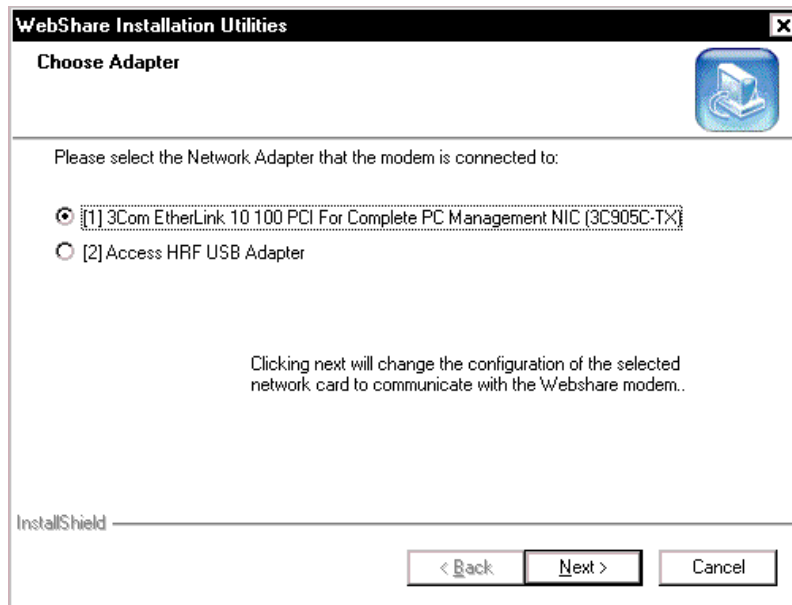 WebShare Installation Utilities
Choose Adapter
Please select the Network Adapter that the modem is connected to:
[1] 3Com EtherLink 10 100 PCI For Complete PC Management NIC (3C905C-TX)
[2] Access HRF USB Adapter
Clicking next will change the configuration of the selected
network card to communicate with the Webshare modem..
InstallShield
< Back Next > Cancel